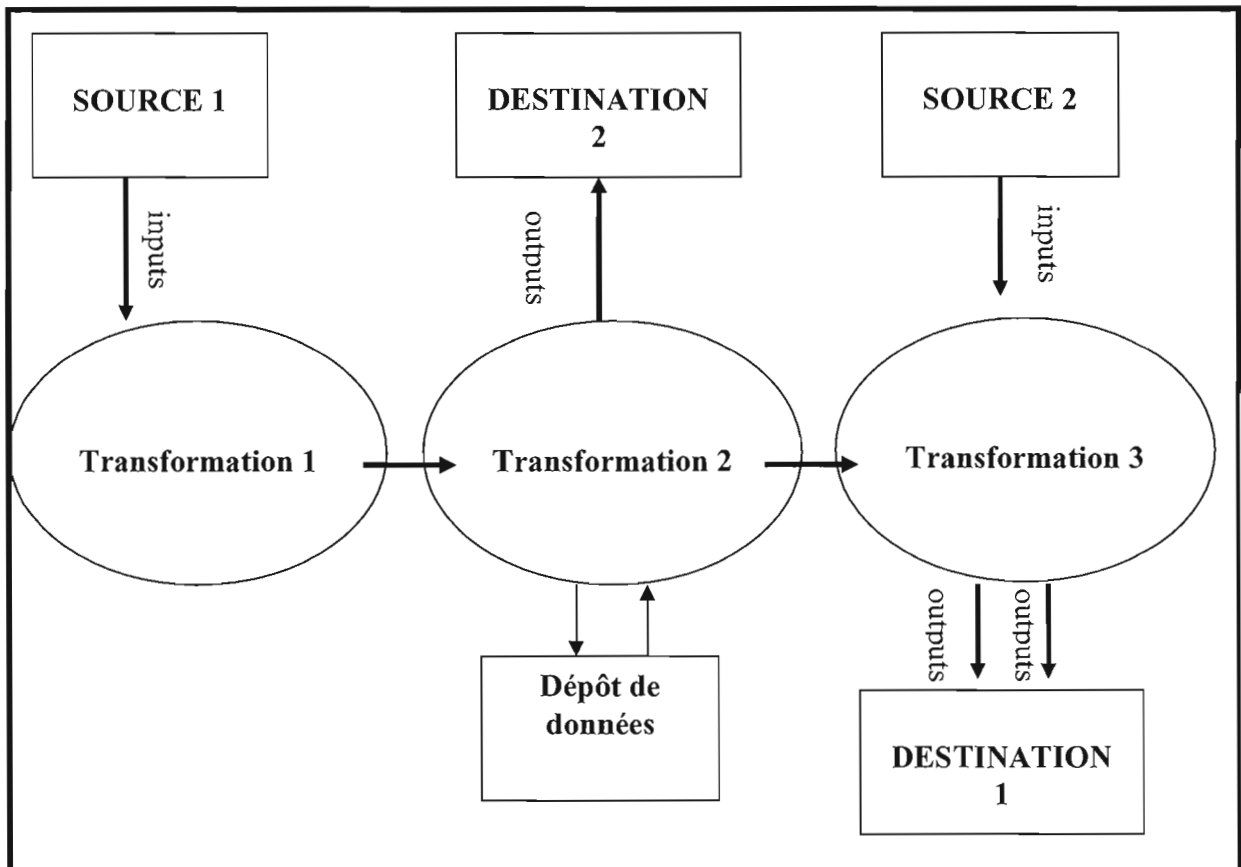 SOURCE 1
DESTINATION
2
SOURCE 2
inputs
outputs
inputs
Transformation 1
Transformation 2
Transformation 3
outputs
outputs
Dépôt de
données
DESTINATION
1